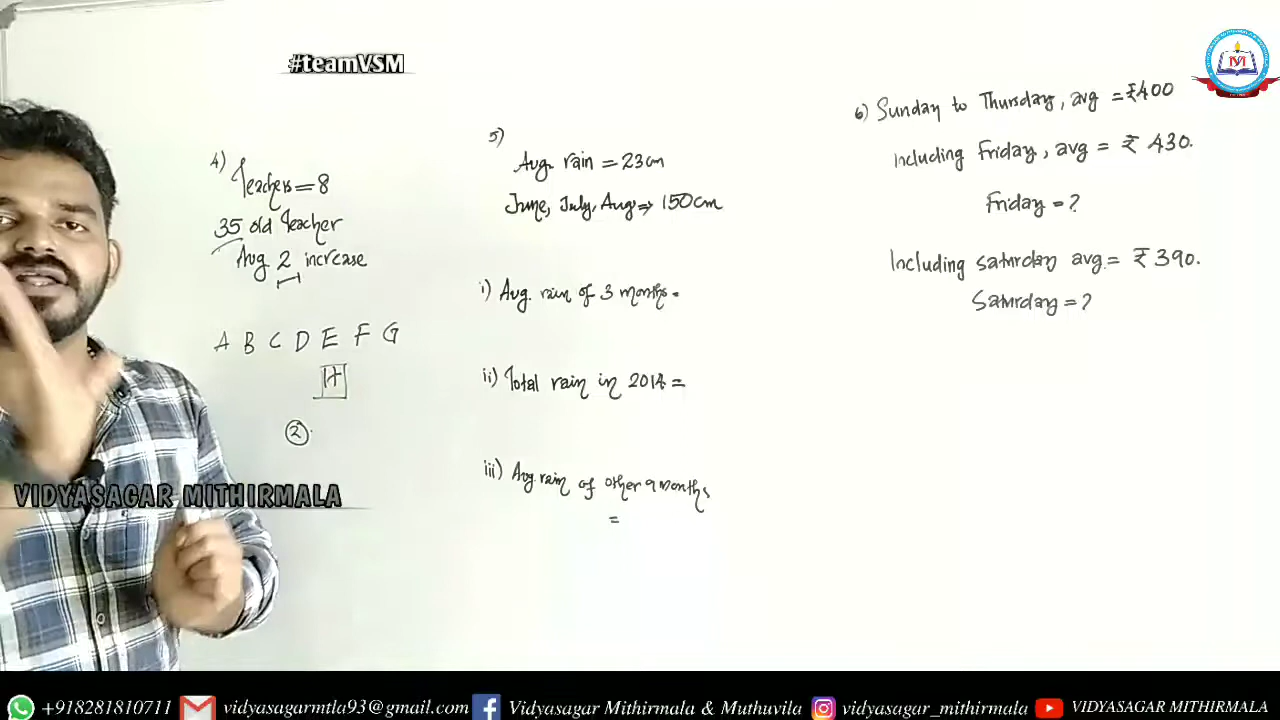 #teamVSM
4) Teachers = 8
35 old teacher
Avg 2 increase
A B C D E F G
H
2
5)
Avg. rain = 23cm
June, July, Aug ⇒ 150cm
i) Avg. rain of 3 months =
ii) Total rain in 2014 =
iii) Avg. rain of other 9 months
=
6) Sunday to Thursday, avg = ₹400
Including Friday, avg = ₹ 430.
Friday = ?
Including saturday avg. = ₹ 390.
Saturday = ?
VIDYASAGAR MITHIRMALA
+918281810711 vidyasagarmtla93@gmail.com Vidyasagar Mithirmala & Muthuvila vidyasagar_mithirmala VIDYASAGAR MITHIRMALA